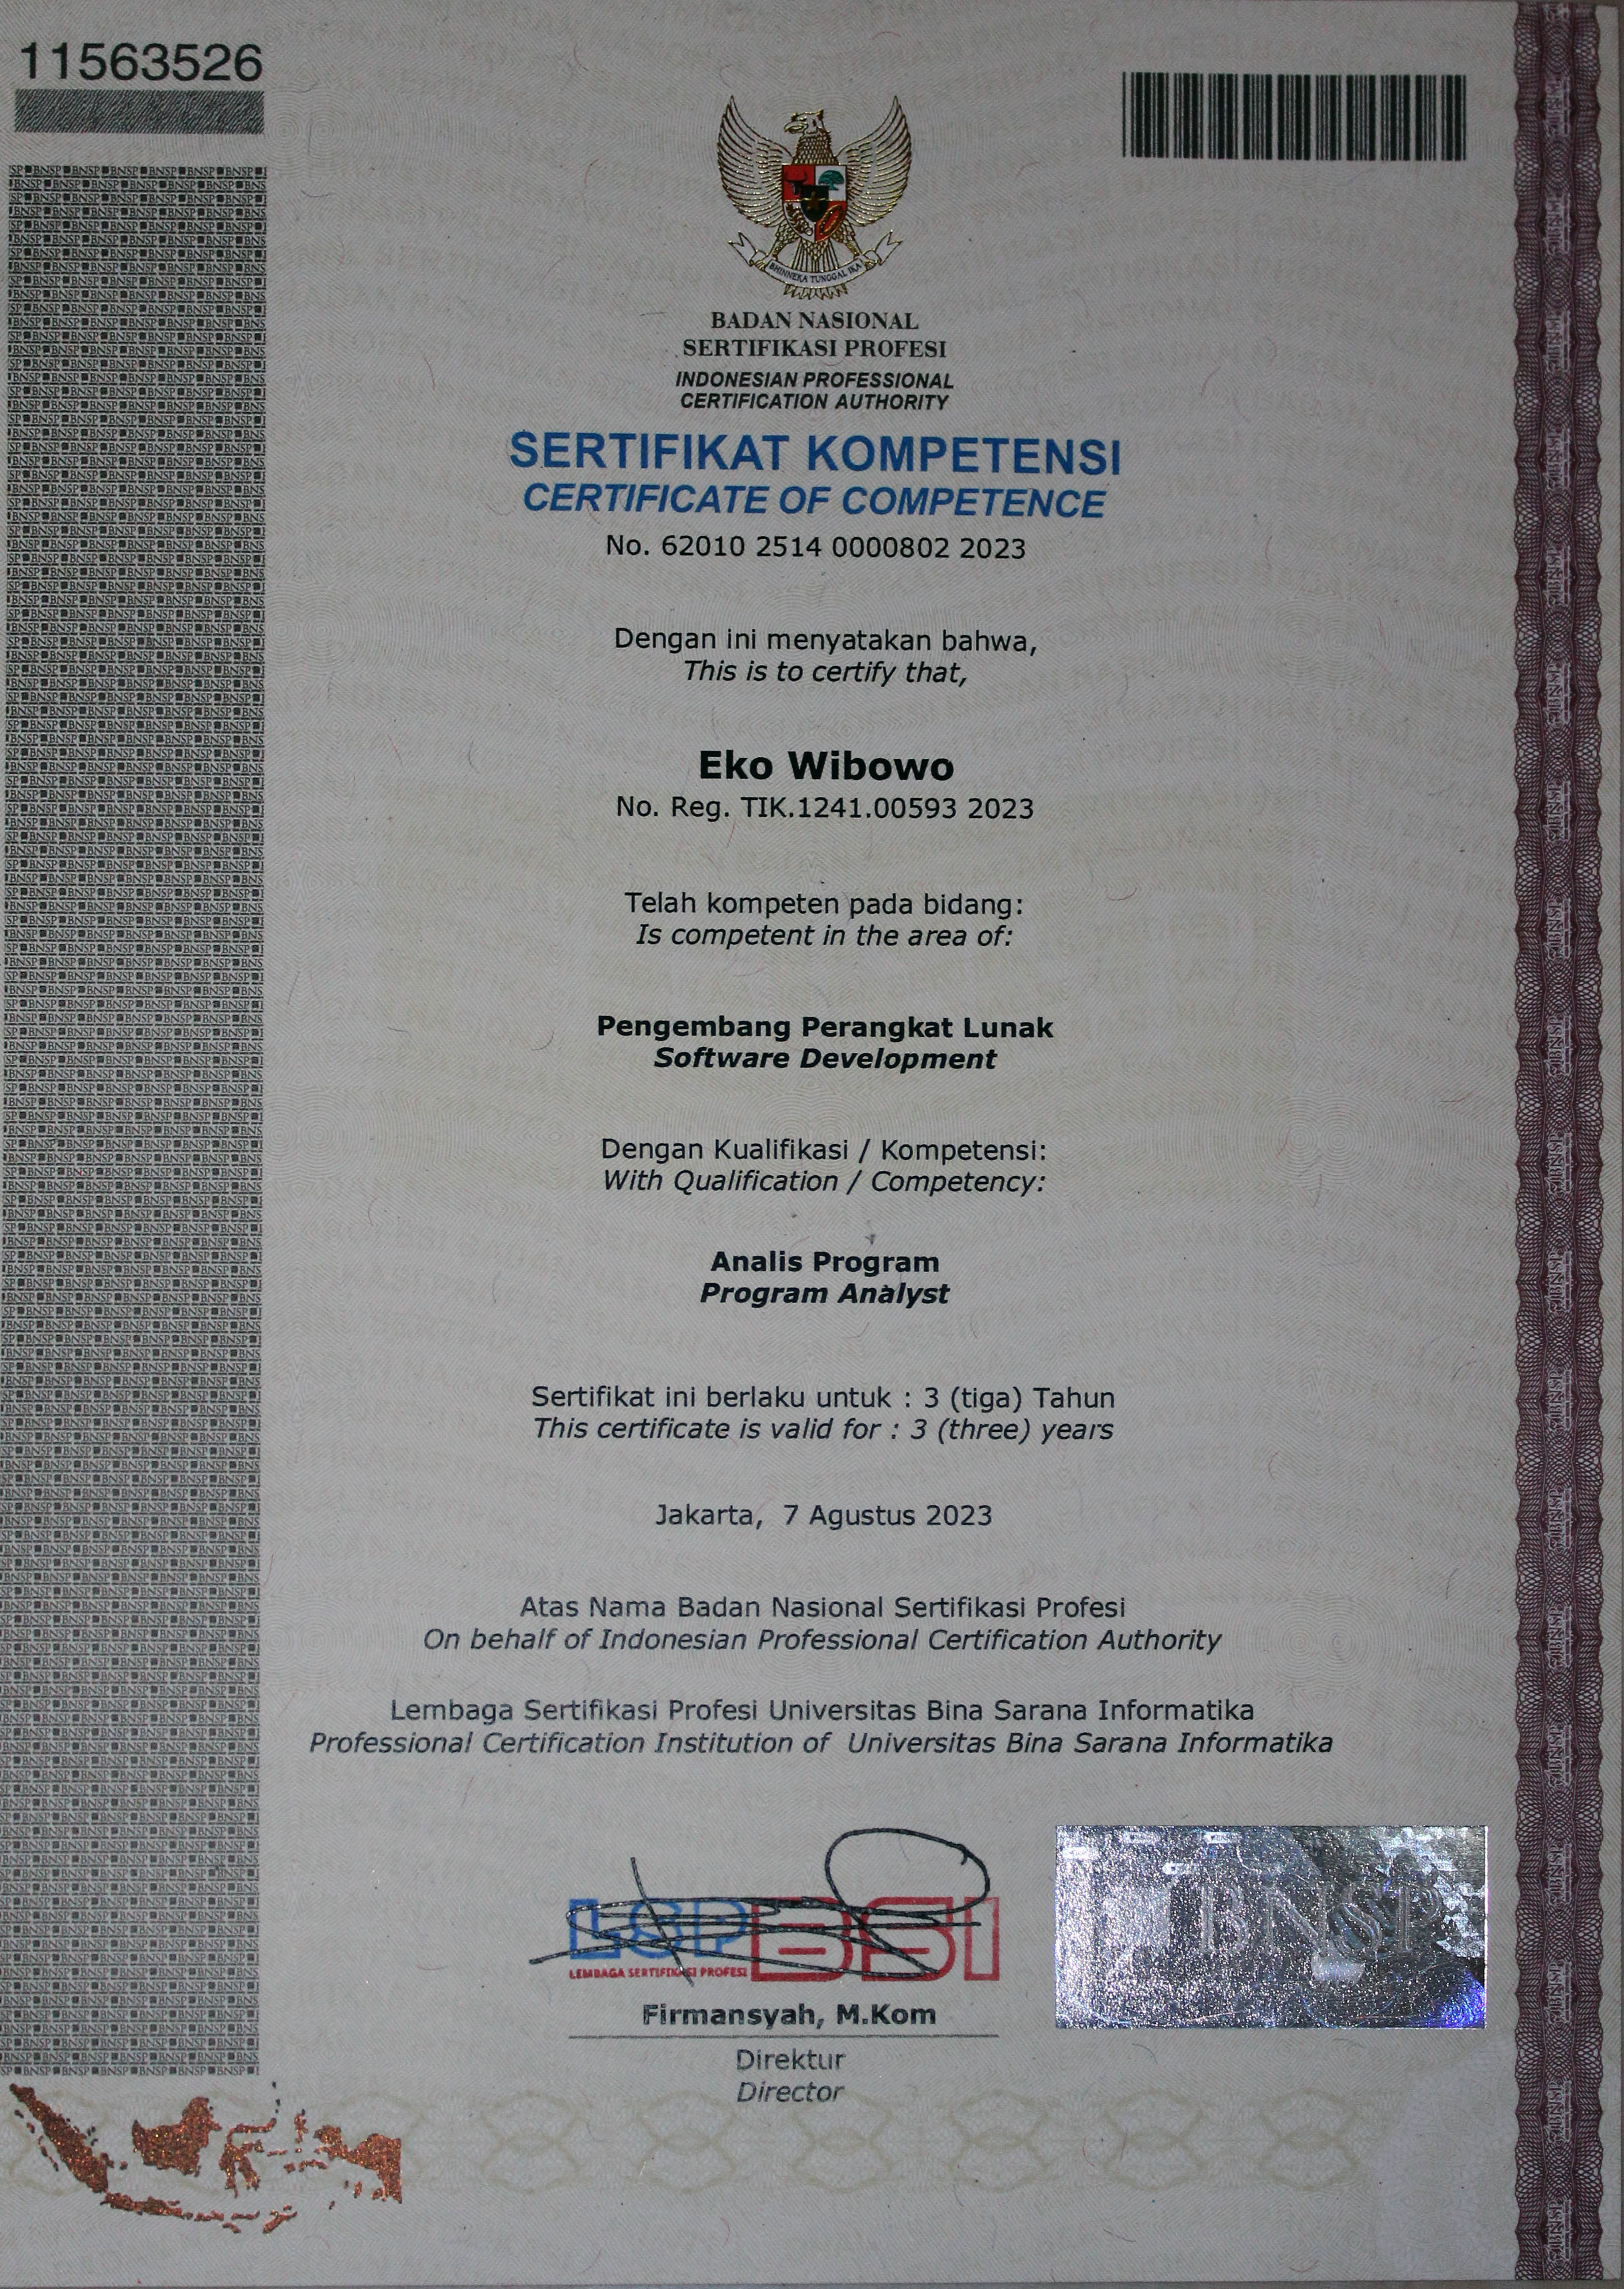 11563526
BHINNEKA TUNGGAL IKA
BADAN NASIONAL
SERTIFIKASI PROFESI
INDONESIAN PROFESSIONAL
CERTIFICATION AUTHORITY
SERTIFIKAT KOMPETENSI
CERTIFICATE OF COMPETENCE
No. 62010 2514 0000802 2023
Dengan ini menyatakan bahwa,
This is to certify that,
Eko Wibowo
No. Reg. TIK.1241.00593 2023
Telah kompeten pada bidang:
Is competent in the area of:
Pengembang Perangkat Lunak
Software Development
Dengan Kualifikasi / Kompetensi:
With Qualification / Competency:
Analis Program
Program Analyst
Sertifikat ini berlaku untuk : 3 (tiga) Tahun
This certificate is valid for : 3 (three) years
Jakarta, 7 Agustus 2023
Atas Nama Badan Nasional Sertifikasi Profesi
On behalf of Indonesian Professional Certification Authority
Lembaga Sertifikasi Profesi Universitas Bina Sarana Informatika
Professional Certification Institution of Universitas Bina Sarana Informatika
LSP BSI
LEMBAGA SERTIFIKASI PROFESI
BNSP
Firmansyah, M.Kom
Direktur
Director